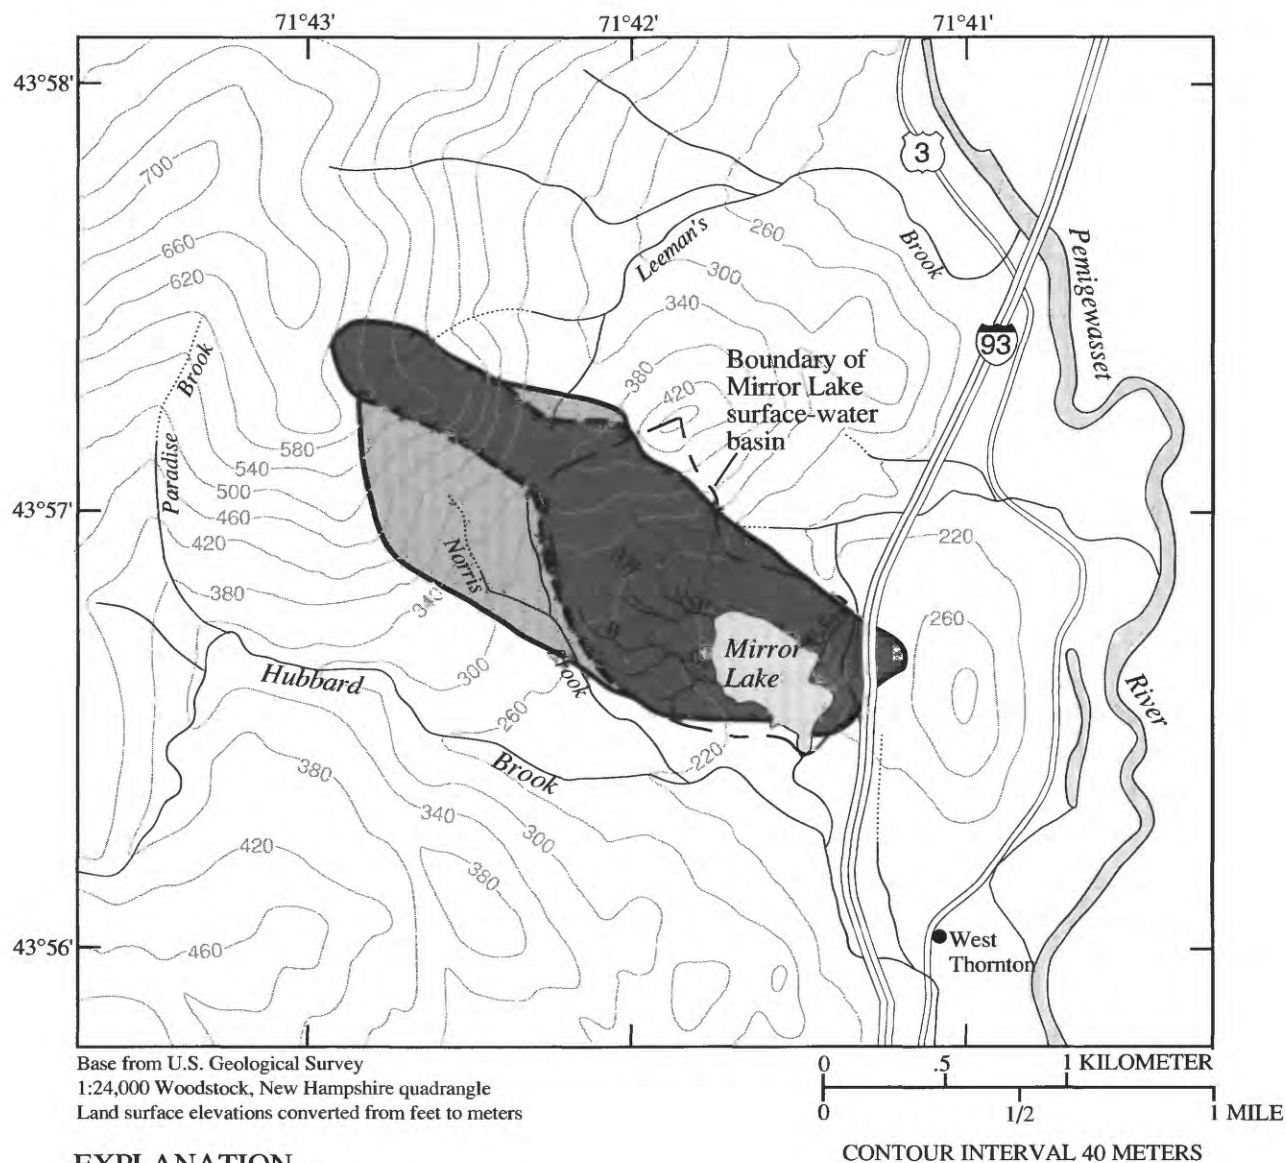 71°43' 71°42' 71°41'
43°58'
3
700
260
Leeman's
Brook
Pemigewasset
660
300
620
340
93
Boundary of
Mirror Lake
surface-water
basin
380
420
Brook
580
540
Paradise
500
43°57'
460
220
420
Norris
380
340
260
Mirror
Lake
Hubbard
300
River
260
220
Brook
380
340
300
420
380
43°56'
460
West
Thornton
Base from U.S. Geological Survey
1:24,000 Woodstock, New Hampshire quadrangle
Land surface elevations converted from feet to meters
0 .5 1 KILOMETER
0 1/2 1 MILE
CONTOUR INTERVAL 40 METERS
EXPLANATION